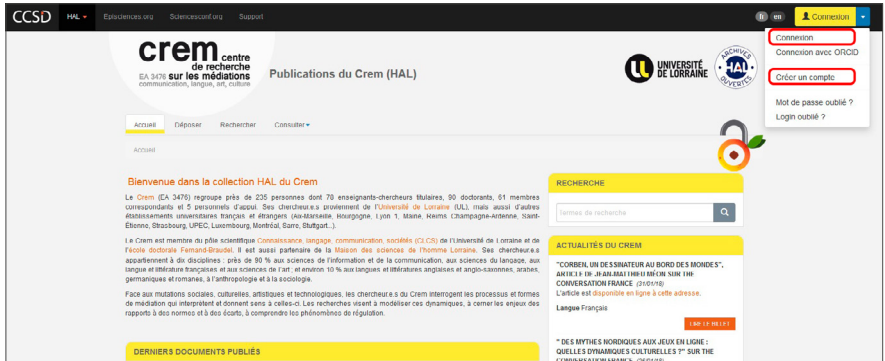 CCSD HAL Episciences.org Sciencesconf.org Support fr en Connexion
Connexion
Connexion avec ORCID
Créer un compte
Mot de passe oublié ?
Login oublié ?
crem centre
de recherche
EA 3476 sur les médiations
communication, langue, art, culture
Publications du Crem (HAL)
UNIVERSITÉ
DE LORRAINE
ARCHIVES
HAL
OUVERTES
Accueil Déposer Rechercher Consulter
Accueil
Bienvenue dans la collection HAL du Crem
Le Crem (EA 3476) regroupe près de 235 personnes dont 70 enseignants-chercheurs titulaires, 90 doctorants, 61 membres
correspondants et 5 personnels d'appui. Ses chercheur.e.s proviennent de l'Université de Lorraine (UL), mais aussi d'autres
établissements universitaires français et étrangers (Aix-Marseille, Bourgogne, Lyon 1, Maine, Reims Champagne-Ardenne, Saint-
Étienne, Strasbourg, UPEC, Luxembourg, Montréal, Sarre, Stuttgart..).
Le Crem est membre du pôle scientifique Connaissance, langage, communication, sociétés (CLCS) de l'Université de Lorraine et de
l'école doctorale Fernand-Braudel. Il est aussi partenaire de la Maison des sciences de l'homme Lorraine. Ses chercheur.e.s
appartiennent à dix disciplines : près de 90 % aux sciences de l'information et de la communication, aux sciences du langage, aux
langue et littérature françaises et aux sciences de l'art ; et environ 10 % aux langues et littératures anglaises et anglo-saxonnes, arabes,
germaniques et romanes, à l'anthropologie et à la sociologie.
Face aux mutations sociales, culturelles, artistiques et technologiques, les chercheur.e.s du Crem interrogent les processus et formes
de médiation qui interprètent et donnent sens à celles-ci. Les recherches visent à modéliser ces dynamiques, à cerner les enjeux des
rapports à des normes et à des écarts, à comprendre les phénomènes de régulation.
DERNIERS DOCUMENTS PUBLIÉS
RECHERCHE
Termes de recherche
ACTUALITÉS DU CREM
"CORBEN, UN DESSINATEUR AU BORD DES MONDES",
ARTICLE DE JEAN-MATTHIEU MÉON SUR THE
CONVERSATION FRANCE (31/01/18)
L'article est disponible en ligne à cette adresse.
Langue Français
LIRE LE BILLET
" DES MYTHES NORDIQUES AUX JEUX EN LIGNE :
QUELLES DYNAMIQUES CULTURELLES ?" SUR THE
CONVERSATION FRANCE (26/01/18)